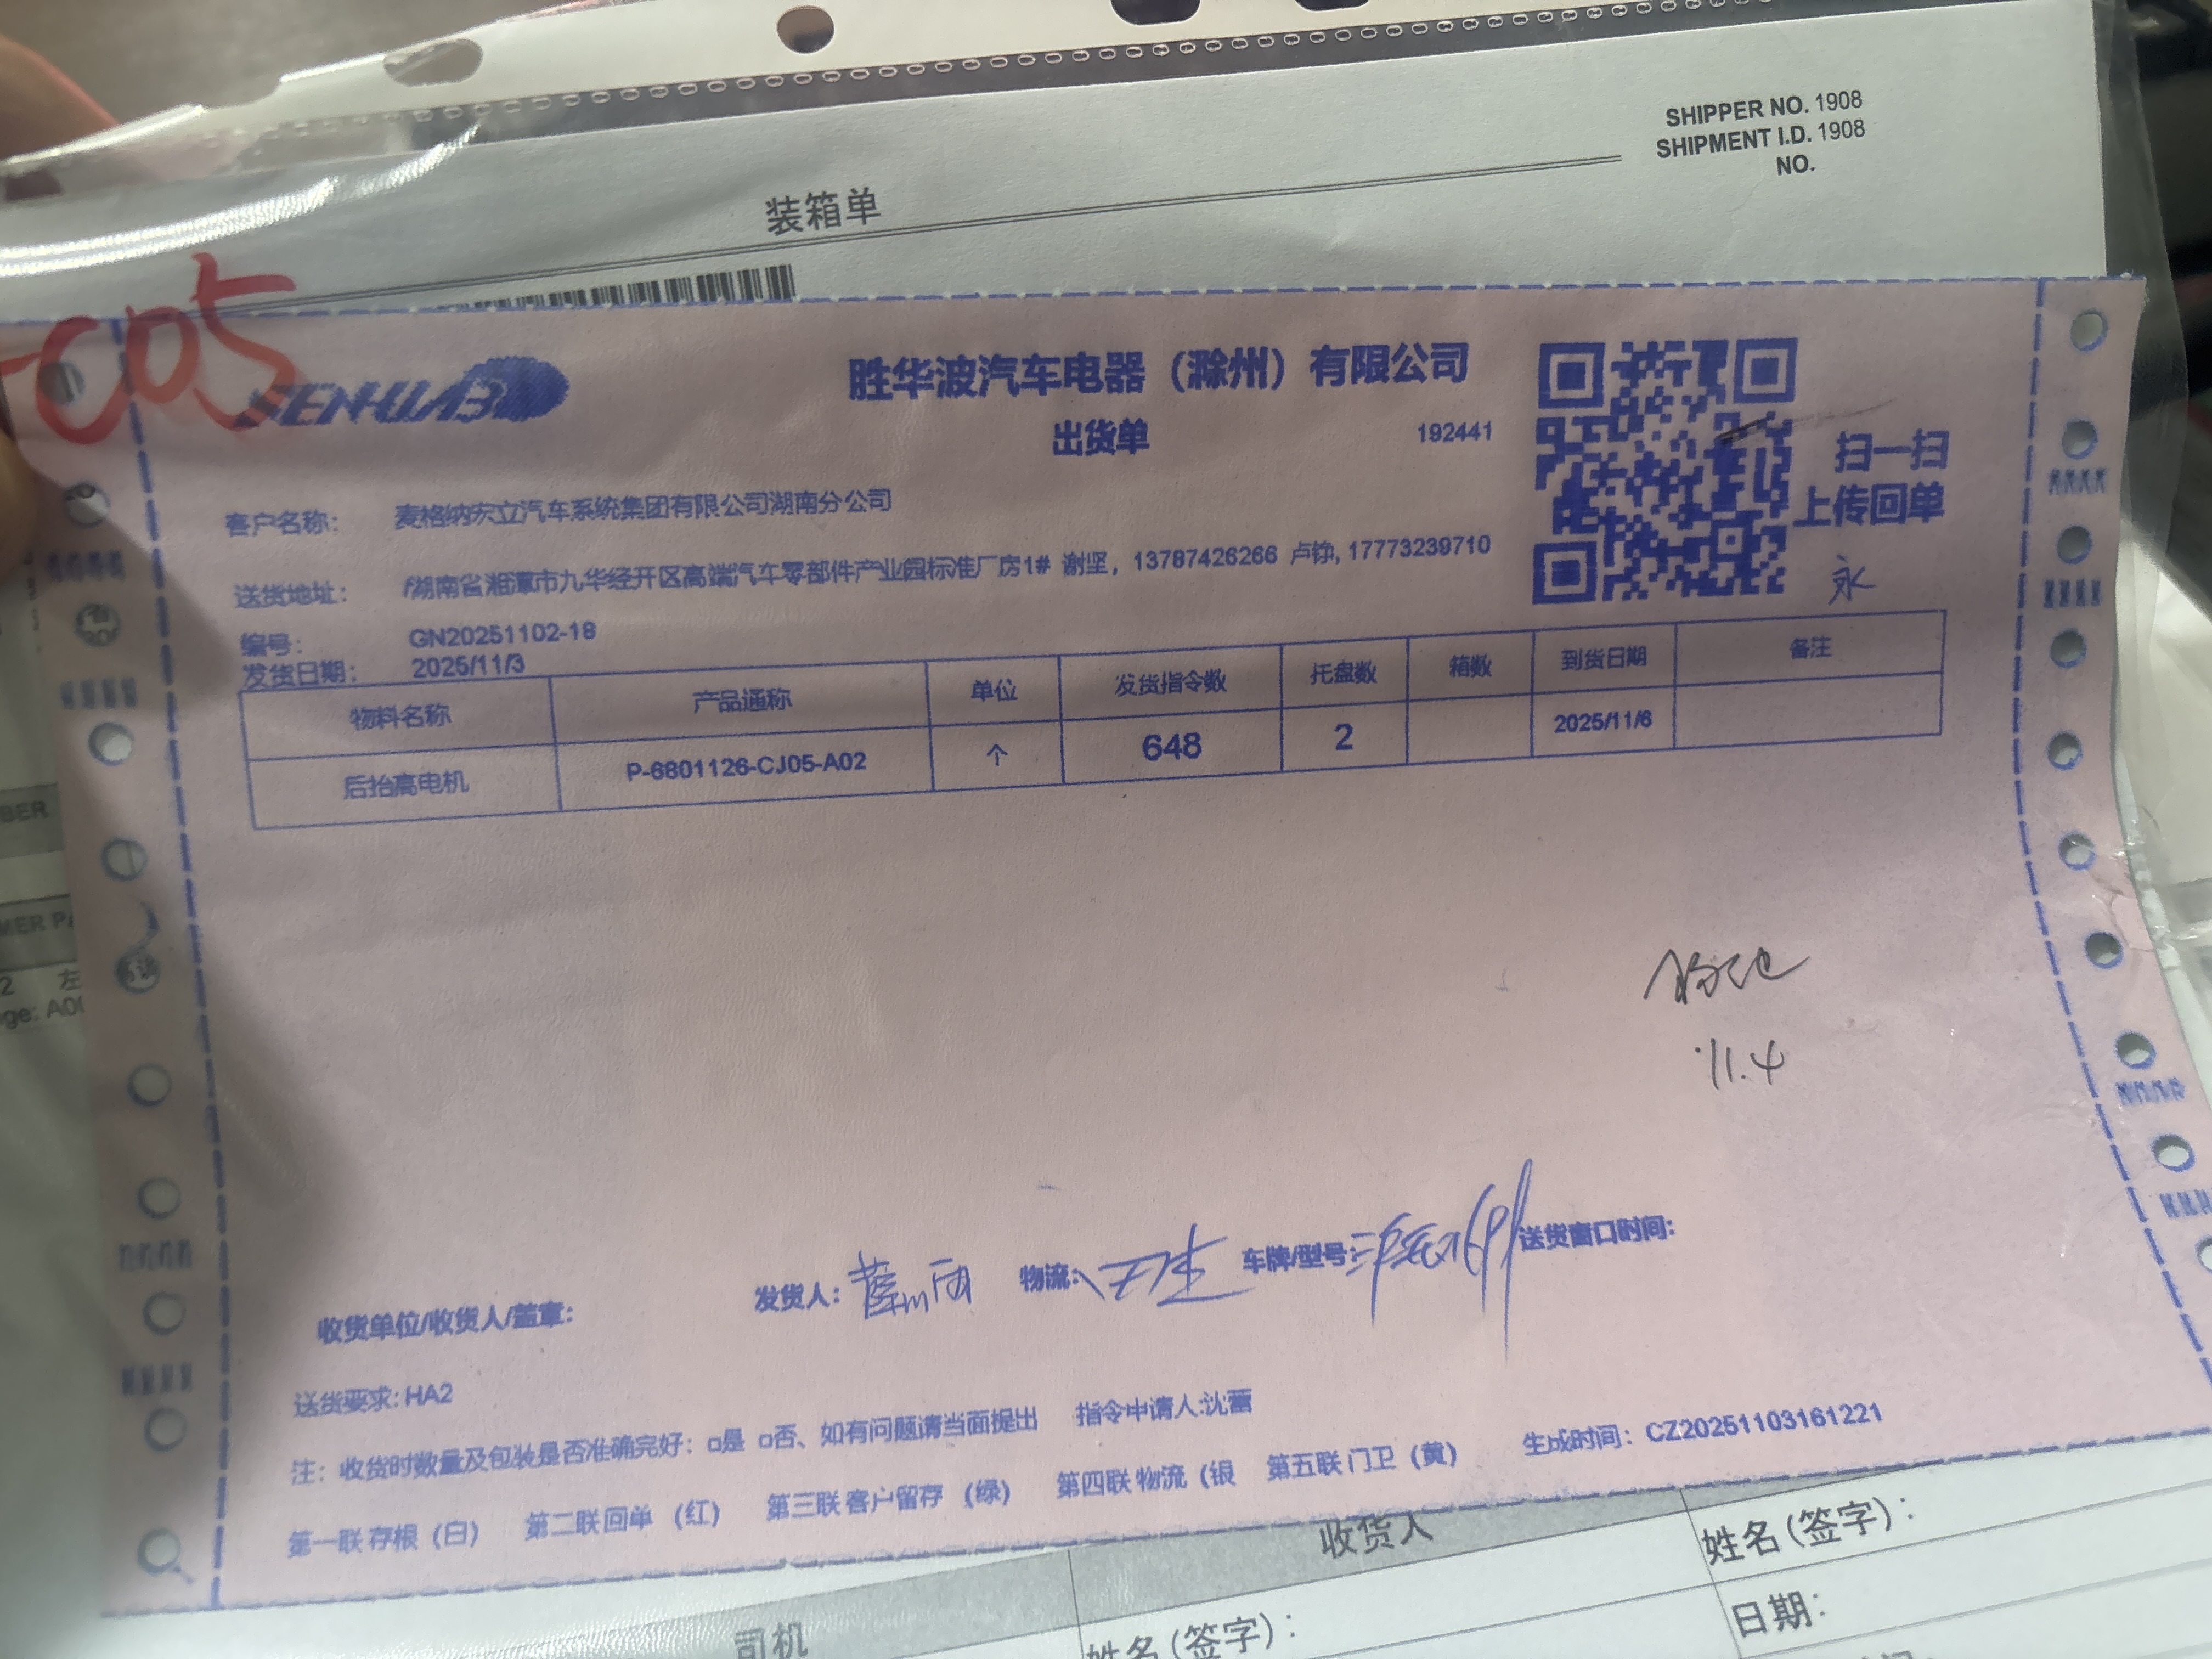 SHIPPER NO. 1908
SHIPMENT I.D. 1908
NO.
装箱单
C05
SENHUAB
胜华波汽车电器（滁州）有限公司
出货单 192441
扫一扫
上传回单
永
客户名称： 麦格纳宏立汽车系统集团有限公司湖南分公司
送货地址： /湖南省湘潭市九华经开区高端汽车零部件产业园标准厂房1# 谢坚，13787426266 卢铮, 17773239710
编号： GN20251102-18
发货日期： 2025/11/3
物料名称 产品通称 单位 发货指令数 托盘数 箱数 到货日期 备注
后抬高电机 P-6801126-CJ05-A02 个 648 2 2025/11/6
11.4
收货单位/收货人/盖章： 发货人： 物流： 车牌/型号： 送货窗口时间：
送货要求: HA2
注：收货时数量及包装是否准确完好：□是 □否、如有问题请当面提出 指令申请人:沈蕾
第一联 存根（白） 第二联 回单（红） 第三联 客户留存（绿） 第四联 物流（银 第五联 门卫（黄） 生成时间：CZ20251103161221
BER
MER PA
2 左
ge: A00
收货人 姓名(签字)：
日期：
司机 姓名(签字)：